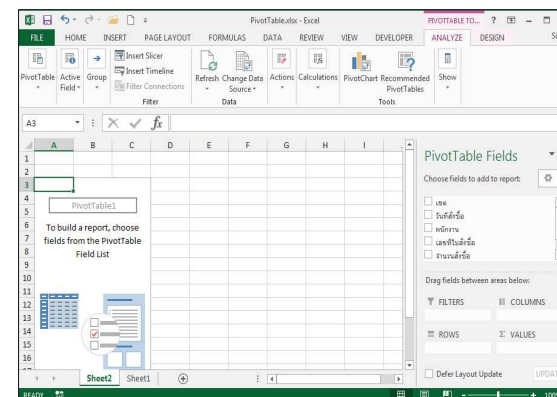 PivotTable.xlsx - Excel
PIVOTTABLE TO...
FILE HOME INSERT PAGE LAYOUT FORMULAS DATA REVIEW VIEW DEVELOPER ANALYZE DESIGN
PivotTable
Active Field
Group
Insert Slicer
Insert Timeline
Filter Connections
Filter
Refresh
Change Data Source
Data
Actions
Calculations
PivotChart
Recommended PivotTables
Tools
Show
A3
fx
A B C D E F G H I
1
2
3
4
5
6
7
8
9
10
11
12
13
14
15
16
PivotTable1
To build a report, choose
fields from the PivotTable
Field List
PivotTable Fields
Choose fields to add to report:
เขต
วันที่สั่งซื้อ
พนักงาน
เลขที่ใบสั่งซื้อ
จำนวนสั่งซื้อ
Drag fields between areas below:
FILTERS
COLUMNS
ROWS
Σ VALUES
Defer Layout Update
Sheet2 Sheet1
READY